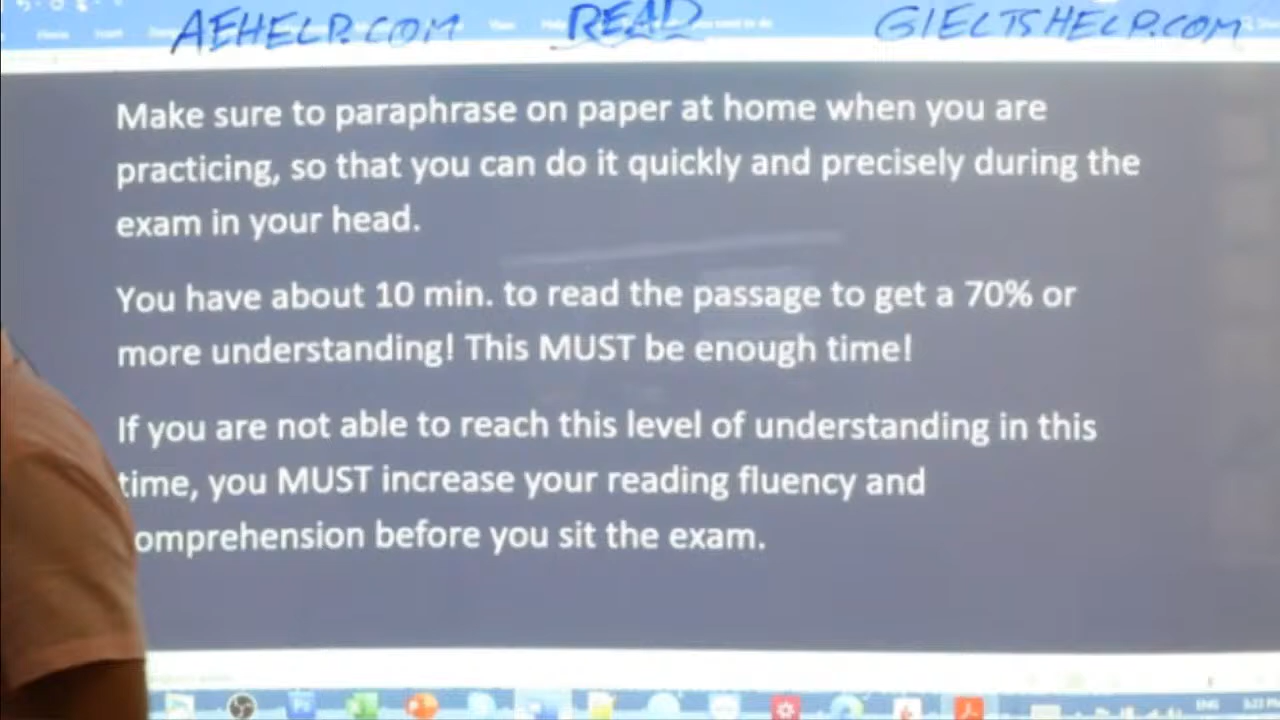 AEHELP.COM READ GIELTSHELP.COM
Make sure to paraphrase on paper at home when you are
practicing, so that you can do it quickly and precisely during the
exam in your head.
You have about 10 min. to read the passage to get a 70% or
more understanding! This MUST be enough time!
If you are not able to reach this level of understanding in this
time, you MUST increase your reading fluency and
omprehension before you sit the exam.
ENG